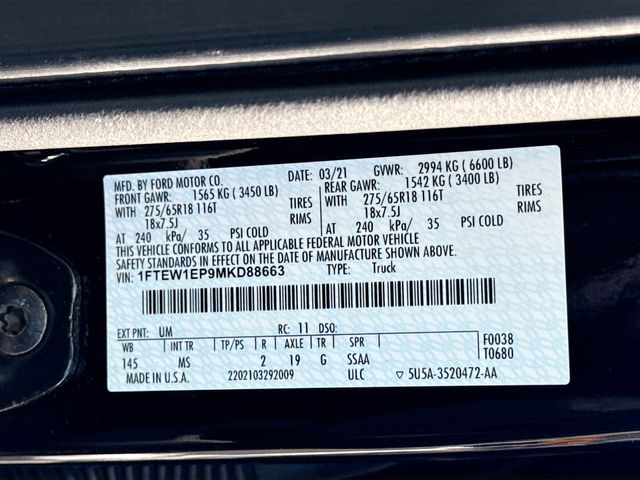 MFD. BY FORD MOTOR CO. DATE: 03/21 GVWR: 2994 KG ( 6600 LB)
FRONT GAWR: 1565 KG ( 3450 LB) REAR GAWR: 1542 KG ( 3400 LB)
WITH 275/65R18 116T TIRES WITH 275/65R18 116T TIRES
18x7.5J RIMS 18x7.5J RIMS
AT 240 kPa/ 35 PSI COLD AT 240 kPa/ 35 PSI COLD
THIS VEHICLE CONFORMS TO ALL APPLICABLE FEDERAL MOTOR VEHICLE
SAFETY STANDARDS IN EFFECT ON THE DATE OF MANUFACTURE SHOWN ABOVE.
VIN: 1FTEW1EP9MKD88663 TYPE: Truck
EXT PNT: UM RC: 11 DSO: F0038
WB INT TR TP/PS R AXLE TR SPR T0680
145 MS 2 19 G SSAA
MADE IN U.S.A. 2202103292009 ULC ▽ 5U5A-3520472-AA